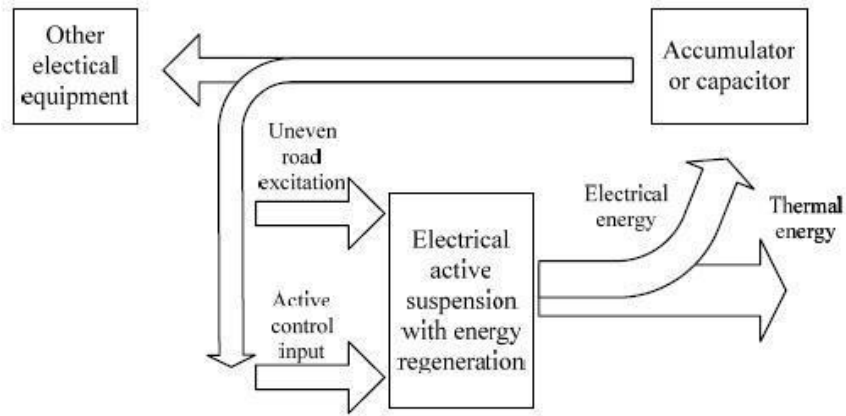 Other
electical
equipment
Accumulator
or capacitor
Uneven
road
excitation
Electrical
energy
Thermal
energy
Electrical
active
suspension
with energy
regeneration
Active
control
input